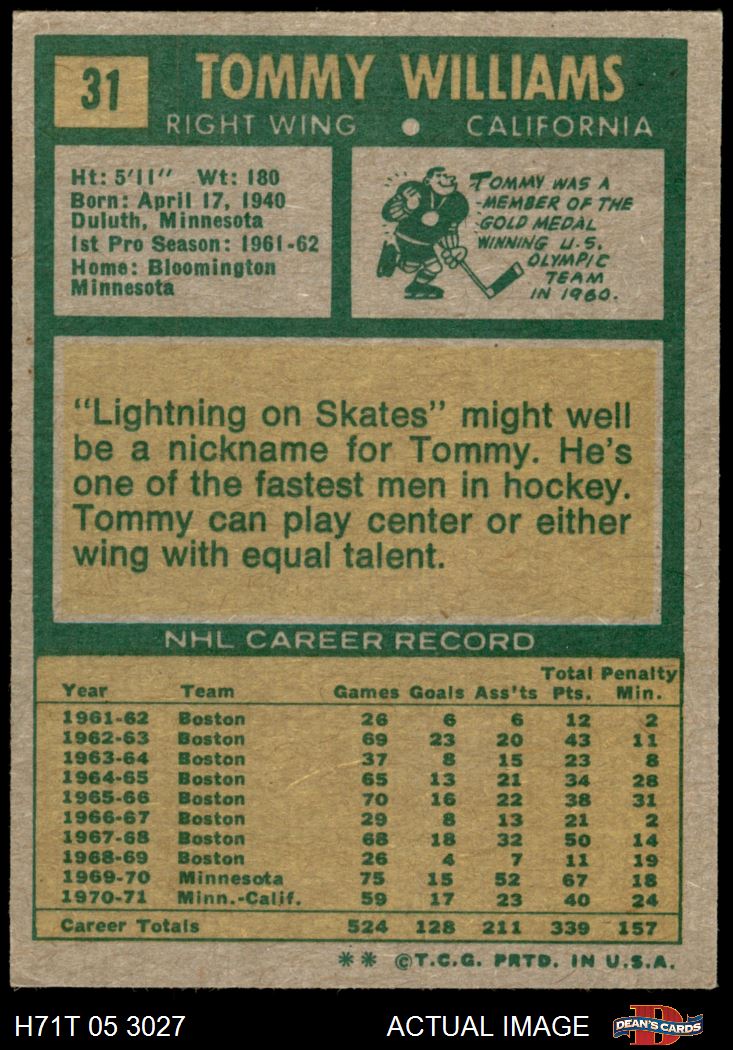 31
TOMMY WILLIAMS
RIGHT WING • CALIFORNIA
Ht: 5'11" Wt: 180
Born: April 17, 1940
Duluth, Minnesota
1st Pro Season: 1961-62
Home: Bloomington
Minnesota
TOMMY WAS A
MEMBER OF THE
GOLD MEDAL
WINNING U.S.
OLYMPIC
TEAM
IN 1960.
"Lightning on Skates" might well
be a nickname for Tommy. He's
one of the fastest men in hockey.
Tommy can play center or either
wing with equal talent.
NHL CAREER RECORD
Total Penalty
Year Team Games Goals Ass'ts Pts. Min.
1961-62 Boston 26 6 6 12 2
1962-63 Boston 69 23 20 43 11
1963-64 Boston 37 8 15 23 8
1964-65 Boston 65 13 21 34 28
1965-66 Boston 70 16 22 38 31
1966-67 Boston 29 8 13 21 2
1967-68 Boston 68 18 32 50 14
1968-69 Boston 26 4 7 11 19
1969-70 Minnesota 75 15 52 67 18
1970-71 Minn.-Calif. 59 17 23 40 24
Career Totals 524 128 211 339 157
** ©T.C.G. PRTD. IN U.S.A.
H71T 05 3027 ACTUAL IMAGE D DEAN'S CARDS